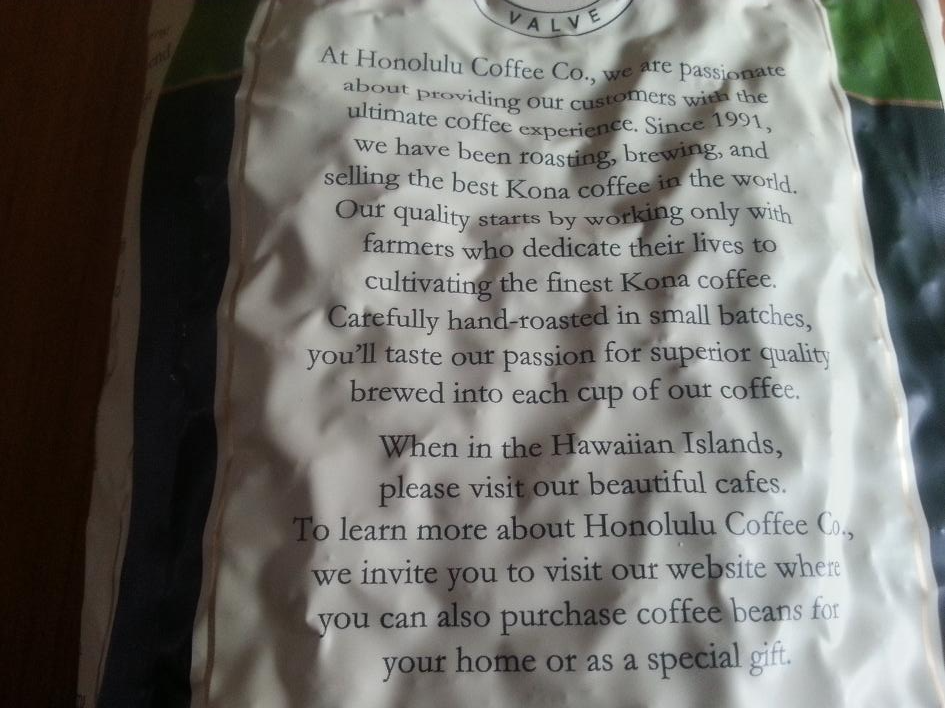 VALVE
At Honolulu Coffee Co., we are passionate
about providing our customers with the
ultimate coffee experience. Since 1991,
we have been roasting, brewing, and
selling the best Kona coffee in the world.
Our quality starts by working only with
farmers who dedicate their lives to
cultivating the finest Kona coffee.
Carefully hand-roasted in small batches,
you'll taste our passion for superior quality
brewed into each cup of our coffee.
When in the Hawaiian Islands,
please visit our beautiful cafes.
To learn more about Honolulu Coffee Co.,
we invite you to visit our website where
you can also purchase coffee beans for
your home or as a special gift.